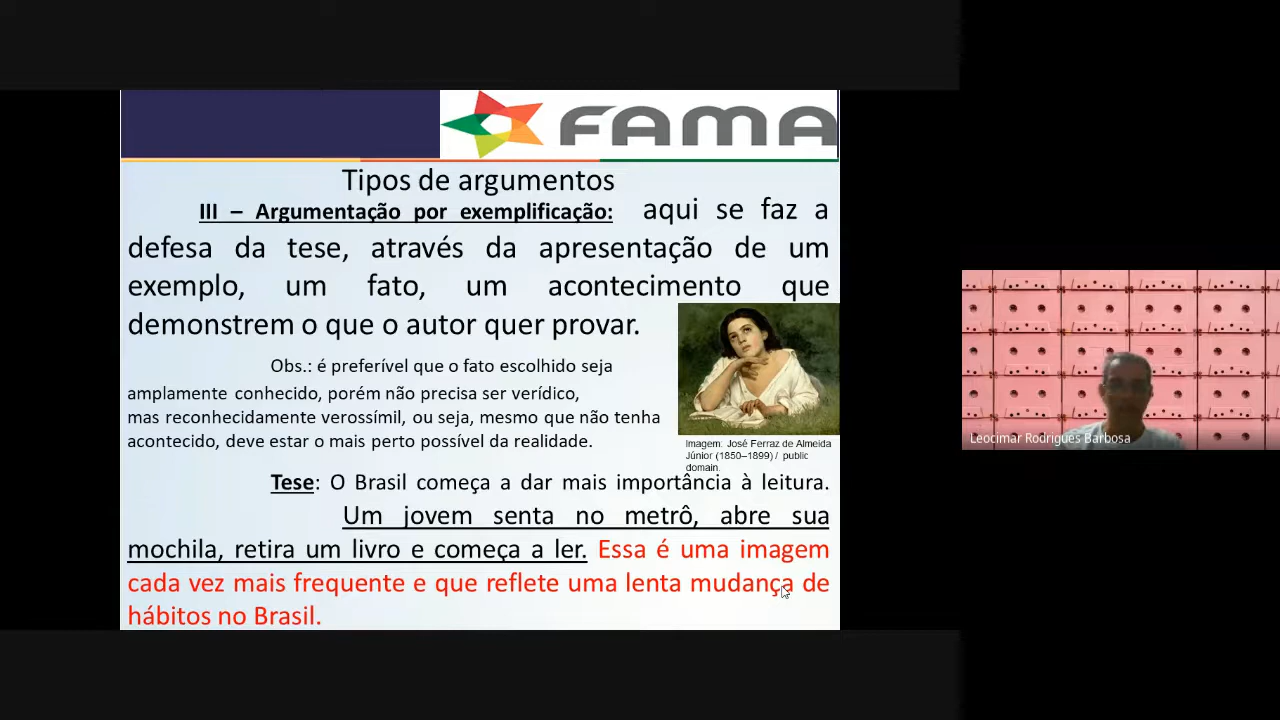 FAMA
Tipos de argumentos
III – Argumentação por exemplificação: aqui se faz a
defesa da tese, através da apresentação de um
exemplo, um fato, um acontecimento que
demonstrem o que o autor quer provar.
Obs.: é preferível que o fato escolhido seja
amplamente conhecido, porém não precisa ser verídico,
mas reconhecidamente verossímil, ou seja, mesmo que não tenha
acontecido, deve estar o mais perto possível da realidade.
Imagem: José Ferraz de Almeida
Júnior (1850–1899) / public
domain.
Tese: O Brasil começa a dar mais importância à leitura.
Um jovem senta no metrô, abre sua
mochila, retira um livro e começa a ler. Essa é uma imagem
cada vez mais frequente e que reflete uma lenta mudança de
hábitos no Brasil.
Leocimar Rodrigues Barbosa